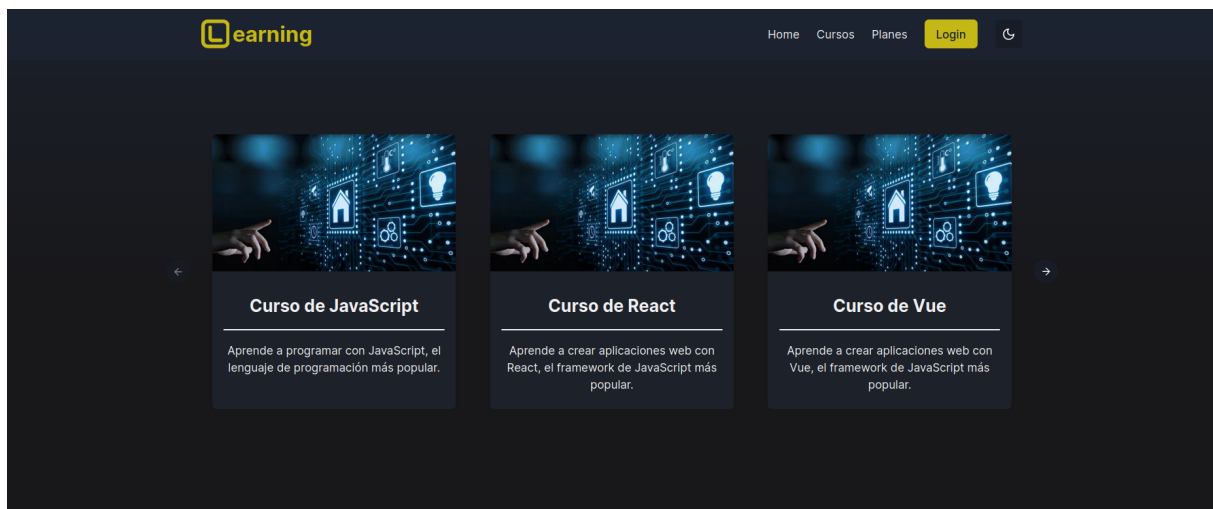 Learning
Home Cursos Planes Login
Curso de JavaScript
Aprende a programar con JavaScript, el
lenguaje de programación más popular.
Curso de React
Aprende a crear aplicaciones web con
React, el framework de JavaScript más
popular.
Curso de Vue
Aprende a crear aplicaciones web con
Vue, el framework de JavaScript más
popular.